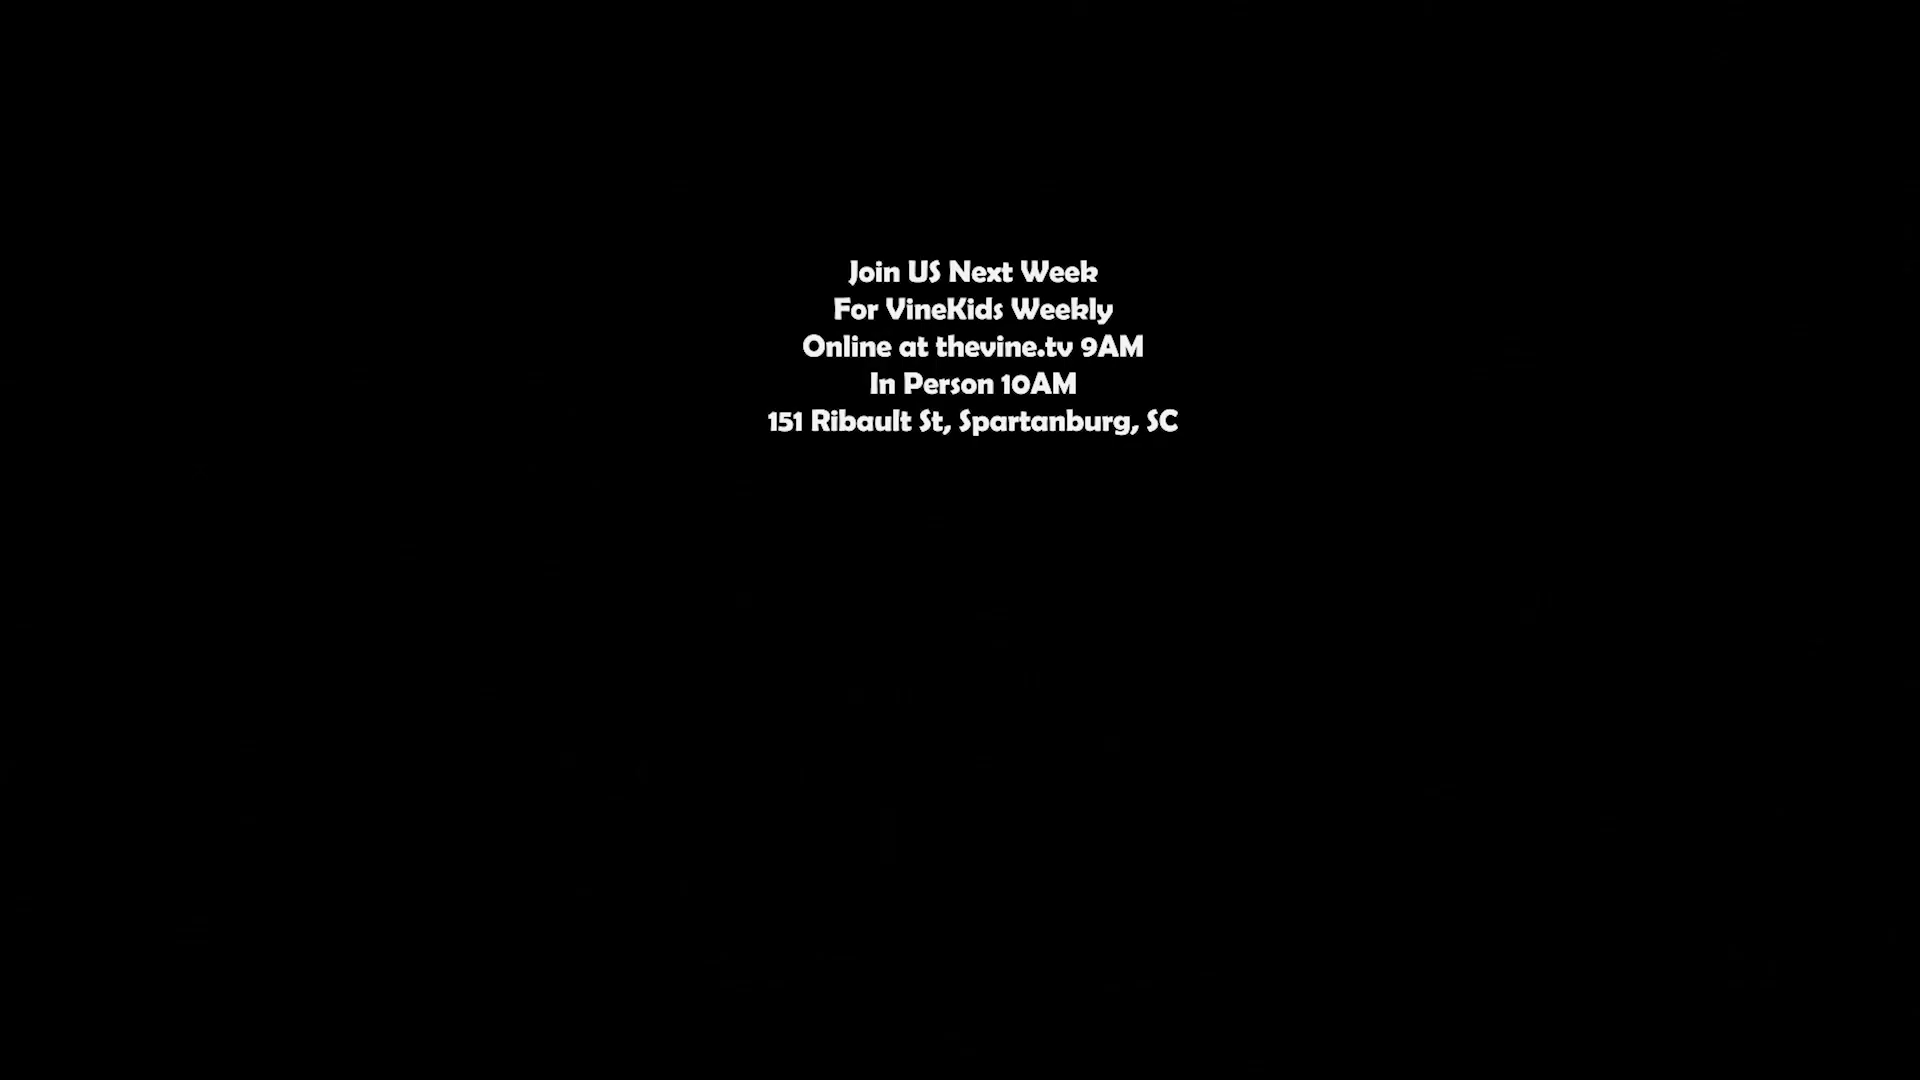 Join US Next Week
For VineKids Weekly
Online at thevine.tv 9AM
In Person 10AM
151 Ribault St, Spartanburg, SC